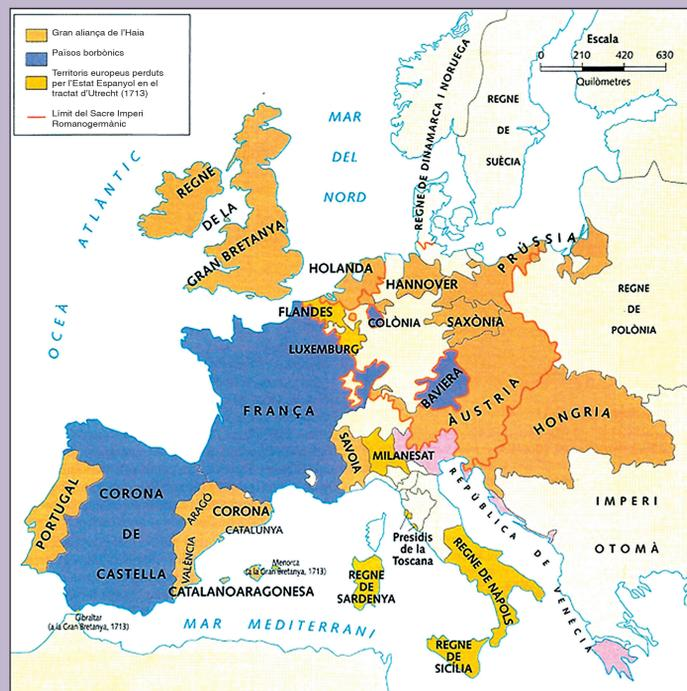 Gran aliança de l'Haia
Països borbònics
Territoris europeus perduts
per l'Estat Espanyol en el
tractat d'Utrecht (1713)
Límit del Sacre Imperi
Romanogermànic
Escala
0 210 420 630
Quilòmetres
MAR
DEL
NORD
REGNE DE DINAMARCA I NORUEGA
REGNE
DE
SUÈCIA
OCEÀ ATLÀNTIC
REGNE
DE LA
GRAN BRETANYA
HOLANDA
HANNOVER
PRÚSSIA
REGNE
DE
POLÒNIA
FLANDES
COLÒNIA
SAXÒNIA
LUXEMBURG
BAVIERA
ÀUSTRIA
HONGRIA
FRANÇA
SAVOIA
MILANESAT
REPÚBLICA DE VENÈCIA
IMPERI
OTOMÀ
PORTUGAL
CORONA
DE
CASTELLA
ARAGÓ
CORONA
CATALUNYA
VALÈNCIA
Menorca
(a la Gran Bretanya, 1713)
CATALANOARAGONESA
Presidis
de la
Toscana
REGNE
DE
SARDENYA
REGNE DE NÀPOLS
REGNE
DE
SICÍLIA
Gibraltar
(a la Gran Bretanya, 1713)
MAR MEDITERRANI